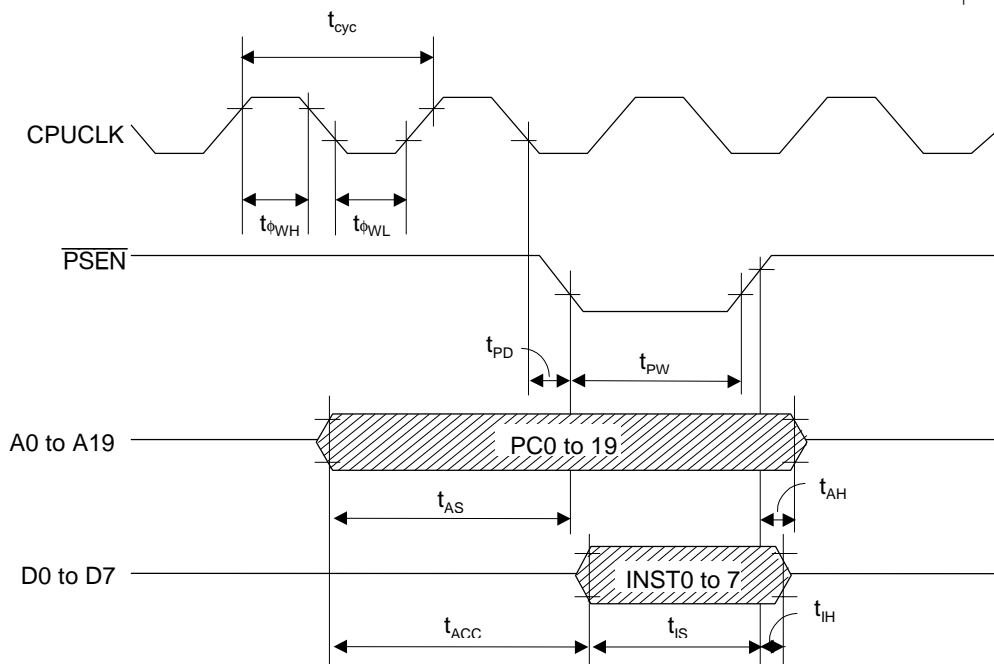 tcyc
CPUCLK
tϕWH
tϕWL
PSEN
tPD
tPW
A0 to A19
PC0 to 19
tAS
tAH
D0 to D7
INST0 to 7
tACC
tIS
tIH